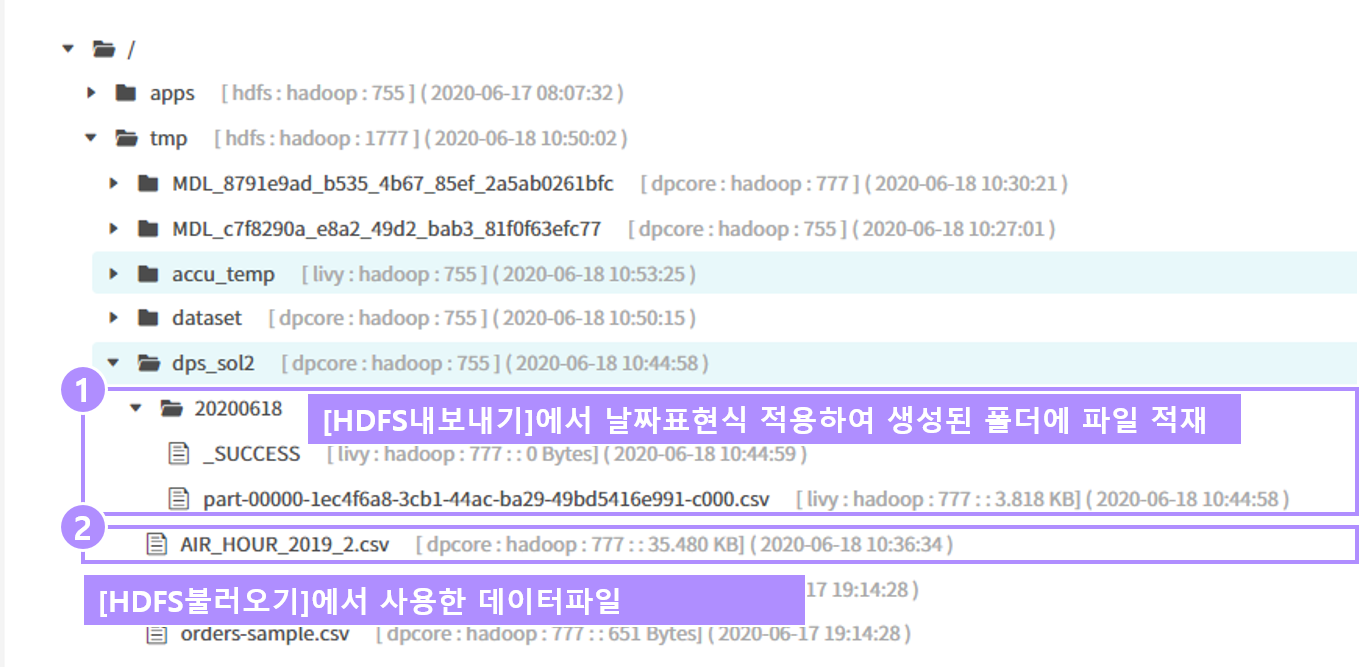 /
apps [ hdfs : hadoop : 755 ] ( 2020-06-17 08:07:32 )
tmp [ hdfs : hadoop : 1777 ] ( 2020-06-18 10:50:02 )
MDL_8791e9ad_b535_4b67_85ef_2a5ab0261bfc [ dpcore : hadoop : 777 ] ( 2020-06-18 10:30:21 )
MDL_c7f8290a_e8a2_49d2_bab3_81f0f63efc77 [ dpcore : hadoop : 755 ] ( 2020-06-18 10:27:01 )
accu_temp [ livy : hadoop : 755 ] ( 2020-06-18 10:53:25 )
dataset [ dpcore : hadoop : 755 ] ( 2020-06-18 10:50:15 )
dps_sol2 [ dpcore : hadoop : 755 ] ( 2020-06-18 10:44:58 )
1
20200618 [HDFS내보내기]에서 날짜표현식 적용하여 생성된 폴더에 파일 적재
_SUCCESS [ livy : hadoop : 777 : : 0 Bytes] ( 2020-06-18 10:44:59 )
part-00000-1ec4f6a8-3cb1-44ac-ba29-49bd5416e991-c000.csv [ livy : hadoop : 777 : : 3.818 KB] ( 2020-06-18 10:44:58 )
2
AIR_HOUR_2019_2.csv [ dpcore : hadoop : 777 : : 35.480 KB] ( 2020-06-18 10:36:34 )
[HDFS불러오기]에서 사용한 데이터파일 17 19:14:28 )
orders-sample.csv [ dpcore : hadoop : 777 : : 651 Bytes] ( 2020-06-17 19:14:28 )